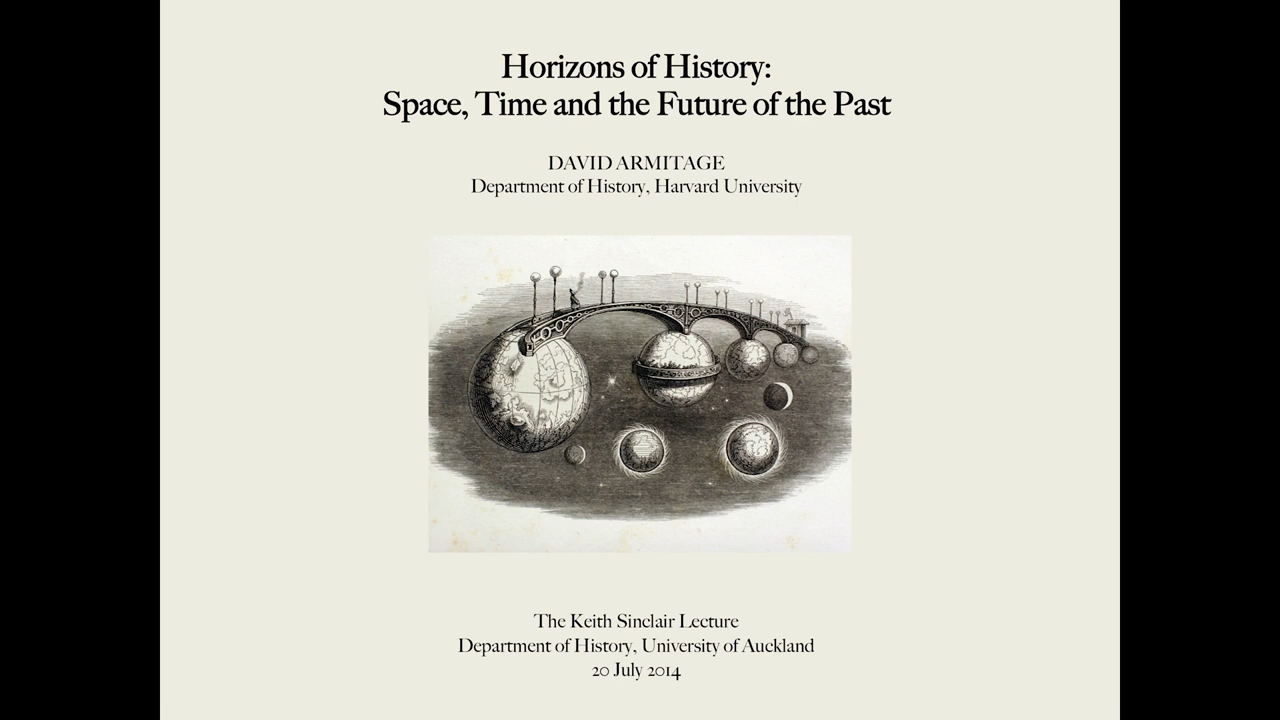 Horizons of History:
Space, Time and the Future of the Past
DAVID ARMITAGE
Department of History, Harvard University
The Keith Sinclair Lecture
Department of History, University of Auckland
20 July 2014